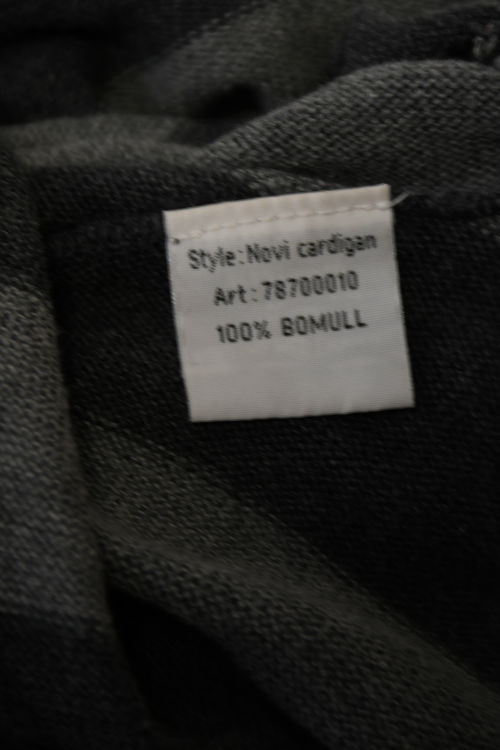 Style:Novi cardigan
Art:78700010
100% BOMULL